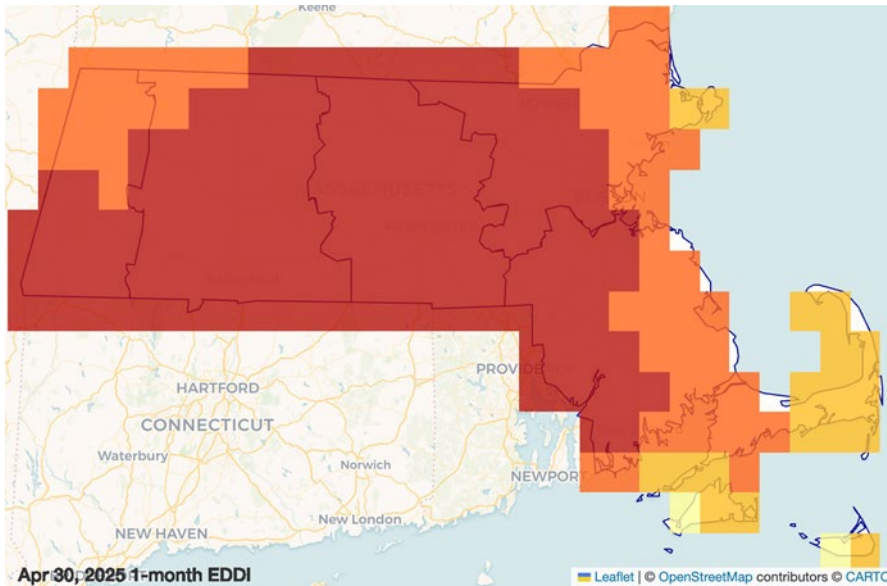 Keene
MASSACHUSETTS
PROVIDENCE
HARTFORD
CONNECTICUT
Waterbury
Norwich
NEWPORT
New London
NEW HAVEN
Apr 30, 2025 1-month EDDI
Leaflet | © OpenStreetMap contributors © CARTO